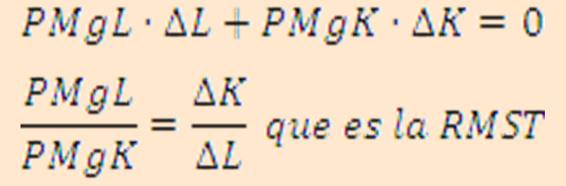 PMgL · ΔL + PMgK · ΔK = 0
PMgL / PMgK = ΔK / ΔL que es la RMST